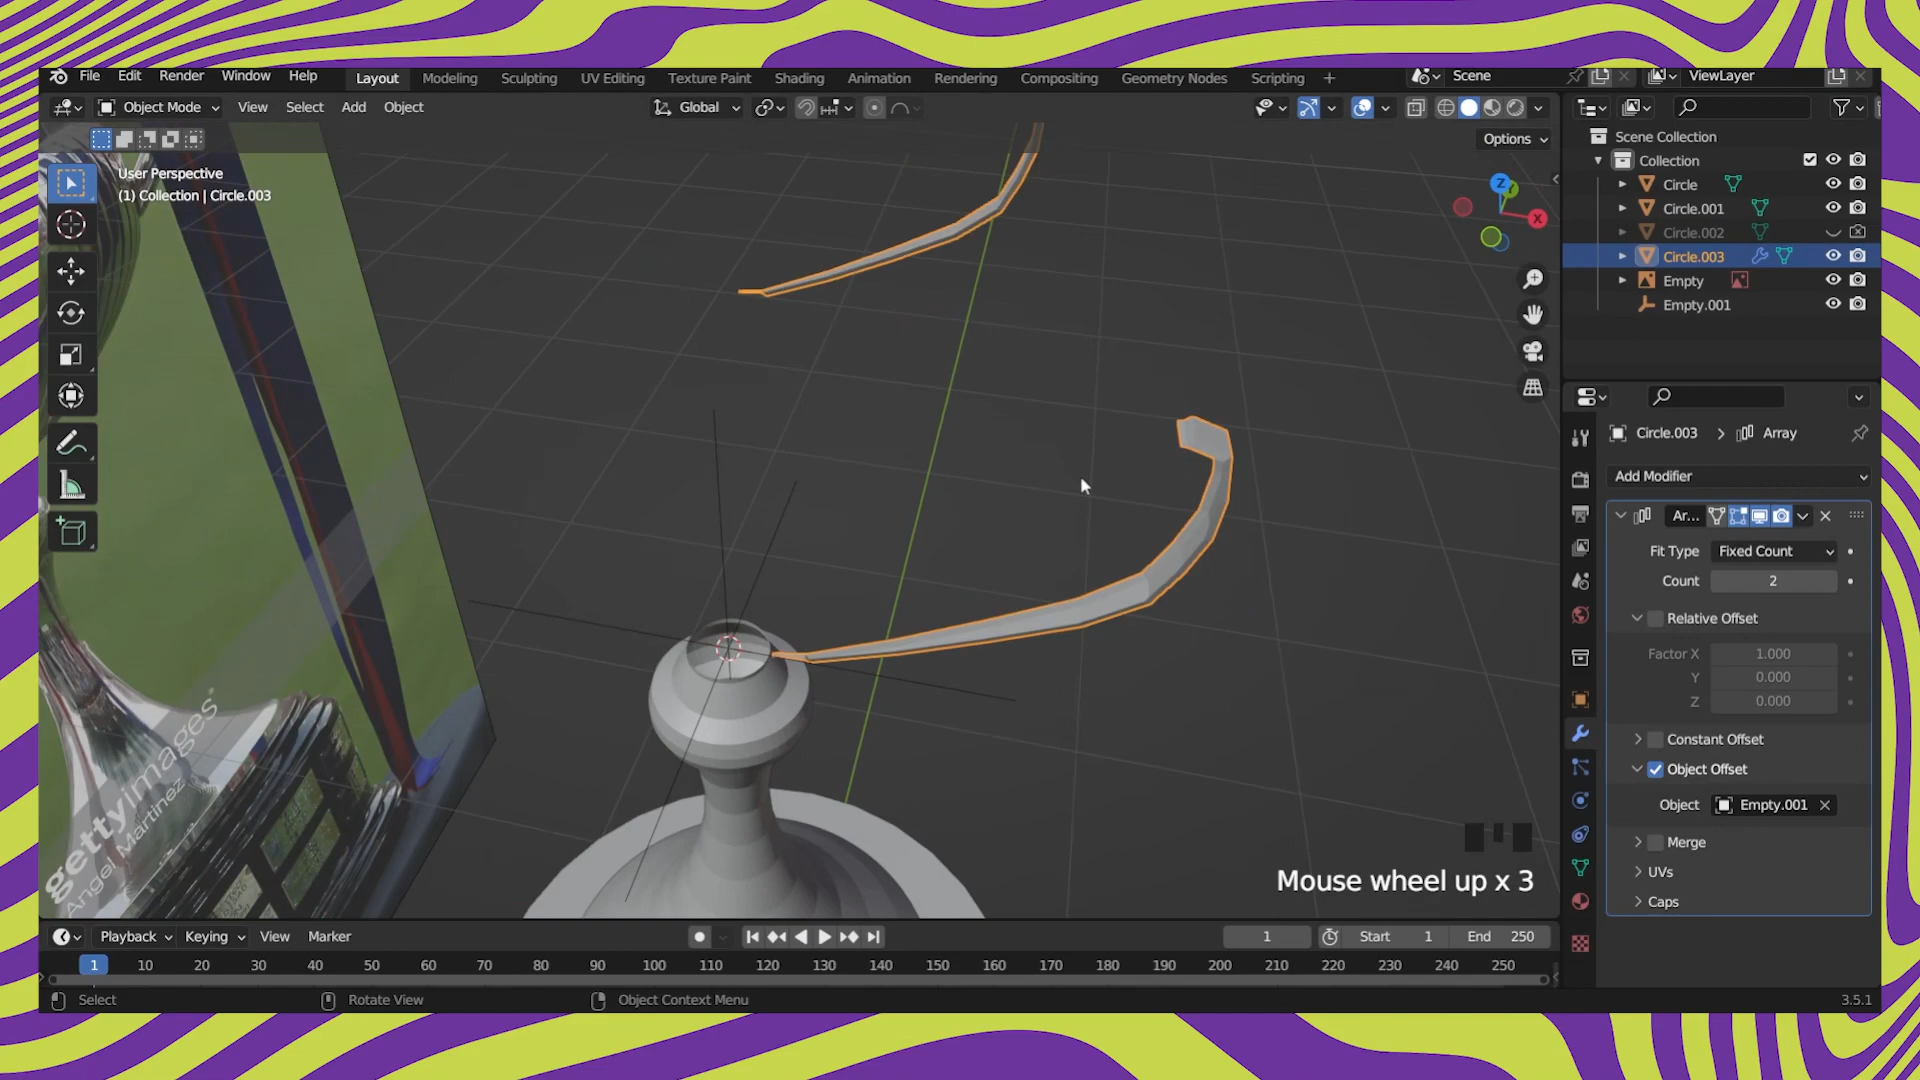 File Edit Render Window Help Layout Modeling Sculpting UV Editing Texture Paint Shading Animation Rendering Compositing Geometry Nodes Scripting + Scene ViewLayer
Object Mode View Select Add Object Global
Options
User Perspective
(1) Collection | Circle.003
Z
Y
X
gettyimages®
Angel Martinez
Mouse wheel up x 3
Scene Collection
Collection
Circle
Circle.001
Circle.002
Circle.003
Empty
Empty.001
Circle.003 > Array
Add Modifier
Ar...
Fit Type Fixed Count
Count 2
Relative Offset
Factor X 1.000
Y 0.000
Z 0.000
Constant Offset
Object Offset
Object Empty.001
Merge
UVs
Caps
Playback Keying View Marker 1 Start 1 End 250
1 10 20 30 40 50 60 70 80 90 100 110 120 130 140 150 160 170 180 190 200 210 220 230 240 250
Select Rotate View Object Context Menu 3.5.1